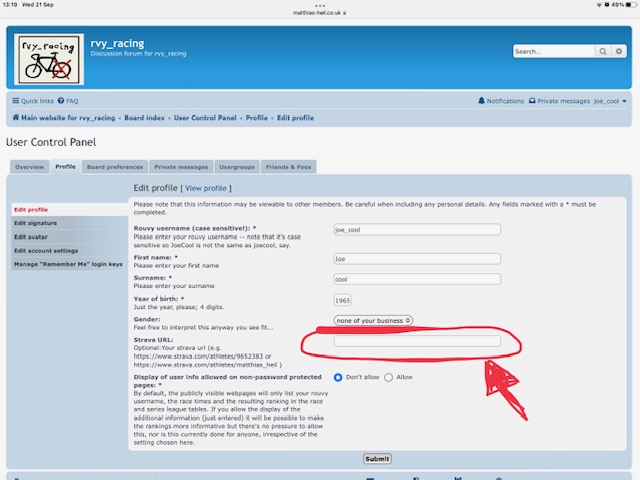 13:19 Wed 21 Sep
49%
matthias-heil.co.uk
rvy_racing
rvy_racing
Discussion forum for rvy_racing
Search...
Quick links FAQ
Notifications Private messages joe_cool
Main website for rvy_racing ‹ Board index ‹ User Control Panel ‹ Profile ‹ Edit profile
User Control Panel
Overview Profile Board preferences Private messages Usergroups Friends & Foes
Edit profile
Edit signature
Edit avatar
Edit account settings
Manage "Remember Me" login keys
Edit profile [ View profile ]
Please note that this information may be viewable to other members. Be careful when including any personal details. Any fields marked with a * must be
completed.
Rouvy username (case sensitive!): *
Please enter your rouvy username -- note that it's case
sensitive so JoeCool is not the same as joecool, say.
joe_cool
First name: *
Please enter your first name
Joe
Surname: *
Please enter your surname
cool
Year of birth: *
Just the year, please; 4 digits.
1965
Gender:
Feel free to interpret this anyway you see fit...
none of your business
Strava URL:
Optional:Your strava url (e.g.
https://www.strava.com/athletes/9652383 or
https://www.strava.com/athletes/matthias_heil )
Display of user info allowed on non-password protected
pages: *
By default, the publicly visible webpages will only list your rouvy
username, the race times and the resulting ranking in the race
and series league tables. If you allow the display of the
additional information (just entered) it will be possible to make
the rankings more informative but there's no pressure to allow
this, nor is this currently done for anyone, irrespective of the
setting chosen here.
Don't allow Allow
Submit